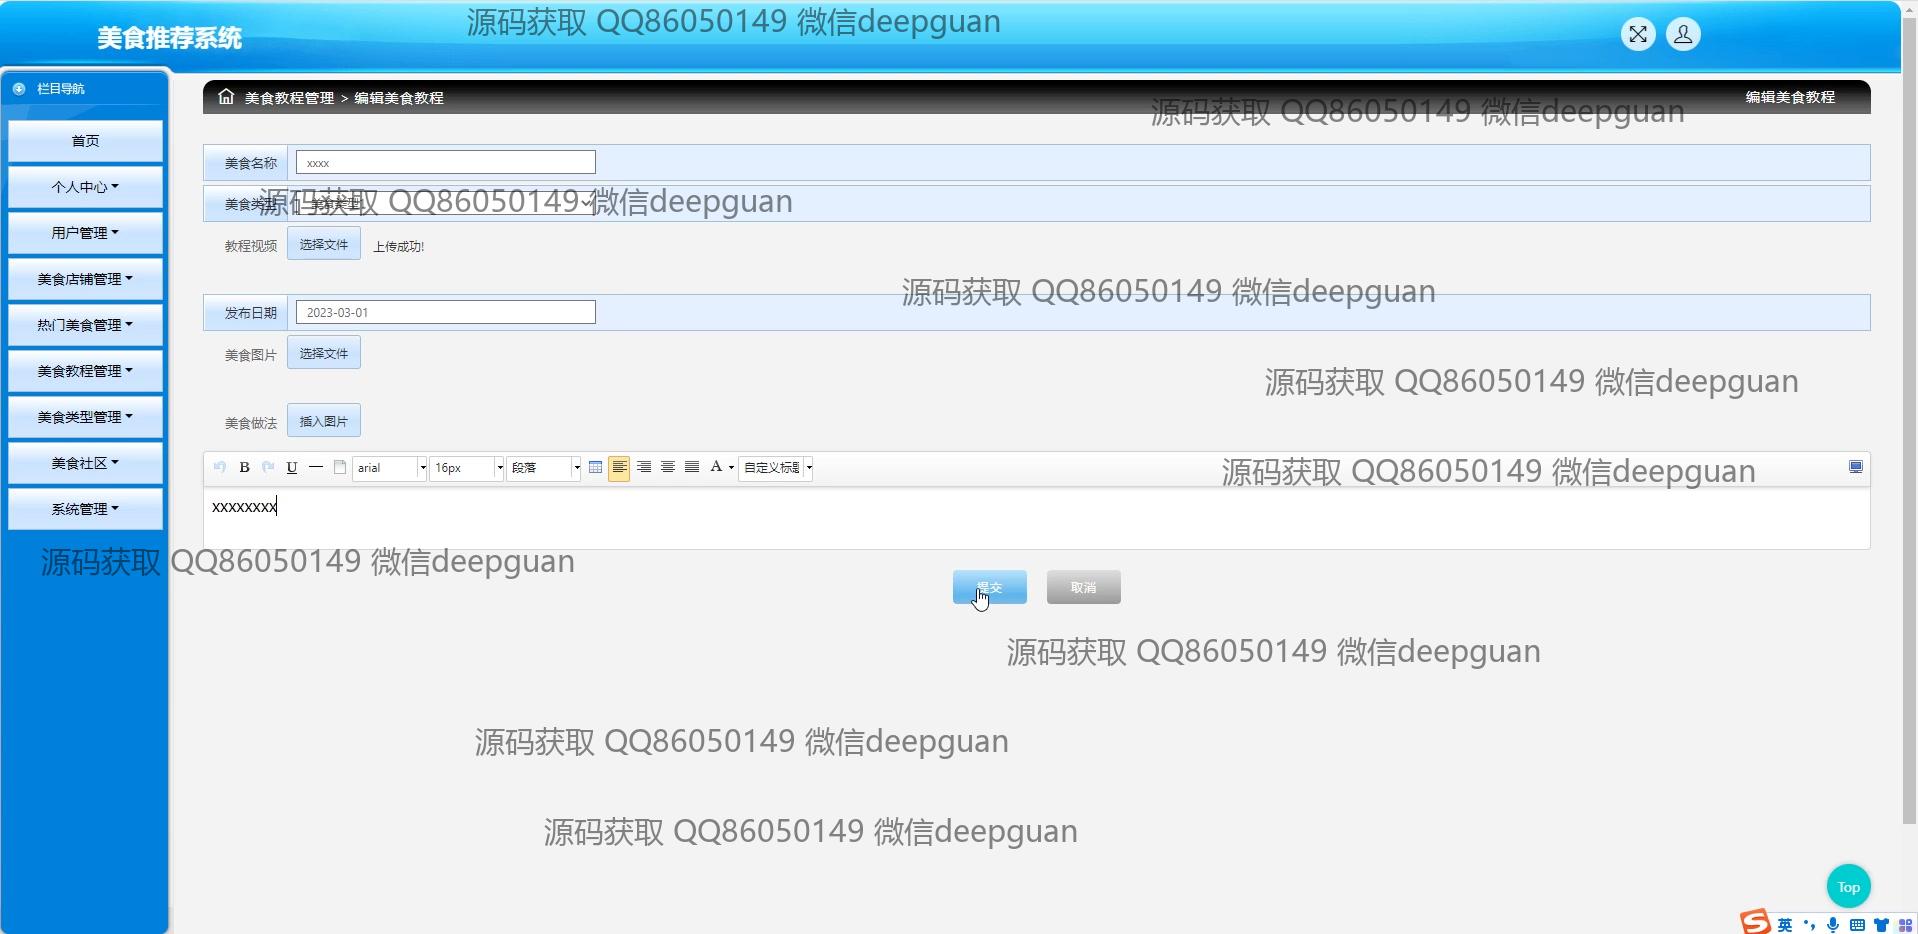 美食推荐系统
源码获取 QQ86050149 微信deepguan
栏目导航
首页
个人中心
用户管理
美食店铺管理
热门美食管理
美食教程管理
美食类型管理
美食社区
系统管理
美食教程管理 > 编辑美食教程
编辑美食教程
源码获取 QQ86050149 微信deepguan
美食名称 xxxx
美食类型 美食类型
源码获取 QQ86050149 微信deepguan
教程视频 选择文件 上传成功!
源码获取 QQ86050149 微信deepguan
发布日期 2023-03-01
美食图片 选择文件
源码获取 QQ86050149 微信deepguan
美食做法 插入图片
B U arial 16px 段落 A 自定义标题
源码获取 QQ86050149 微信deepguan
xxxxxxxx
源码获取 QQ86050149 微信deepguan
提交 取消
源码获取 QQ86050149 微信deepguan
源码获取 QQ86050149 微信deepguan
源码获取 QQ86050149 微信deepguan
Top
S 英